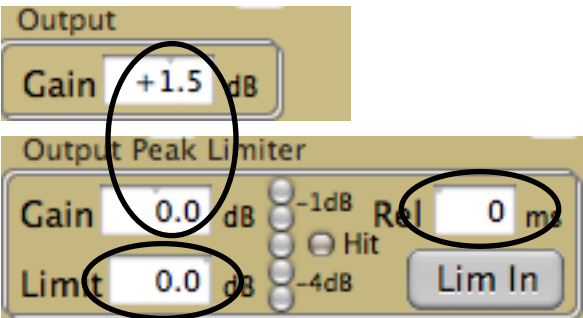 Output
Gain +1.5 dB
Output Peak Limiter
Gain 0.0 dB -1dB Rel 0 ms
Hit
Limit 0.0 dB -4dB Lim In